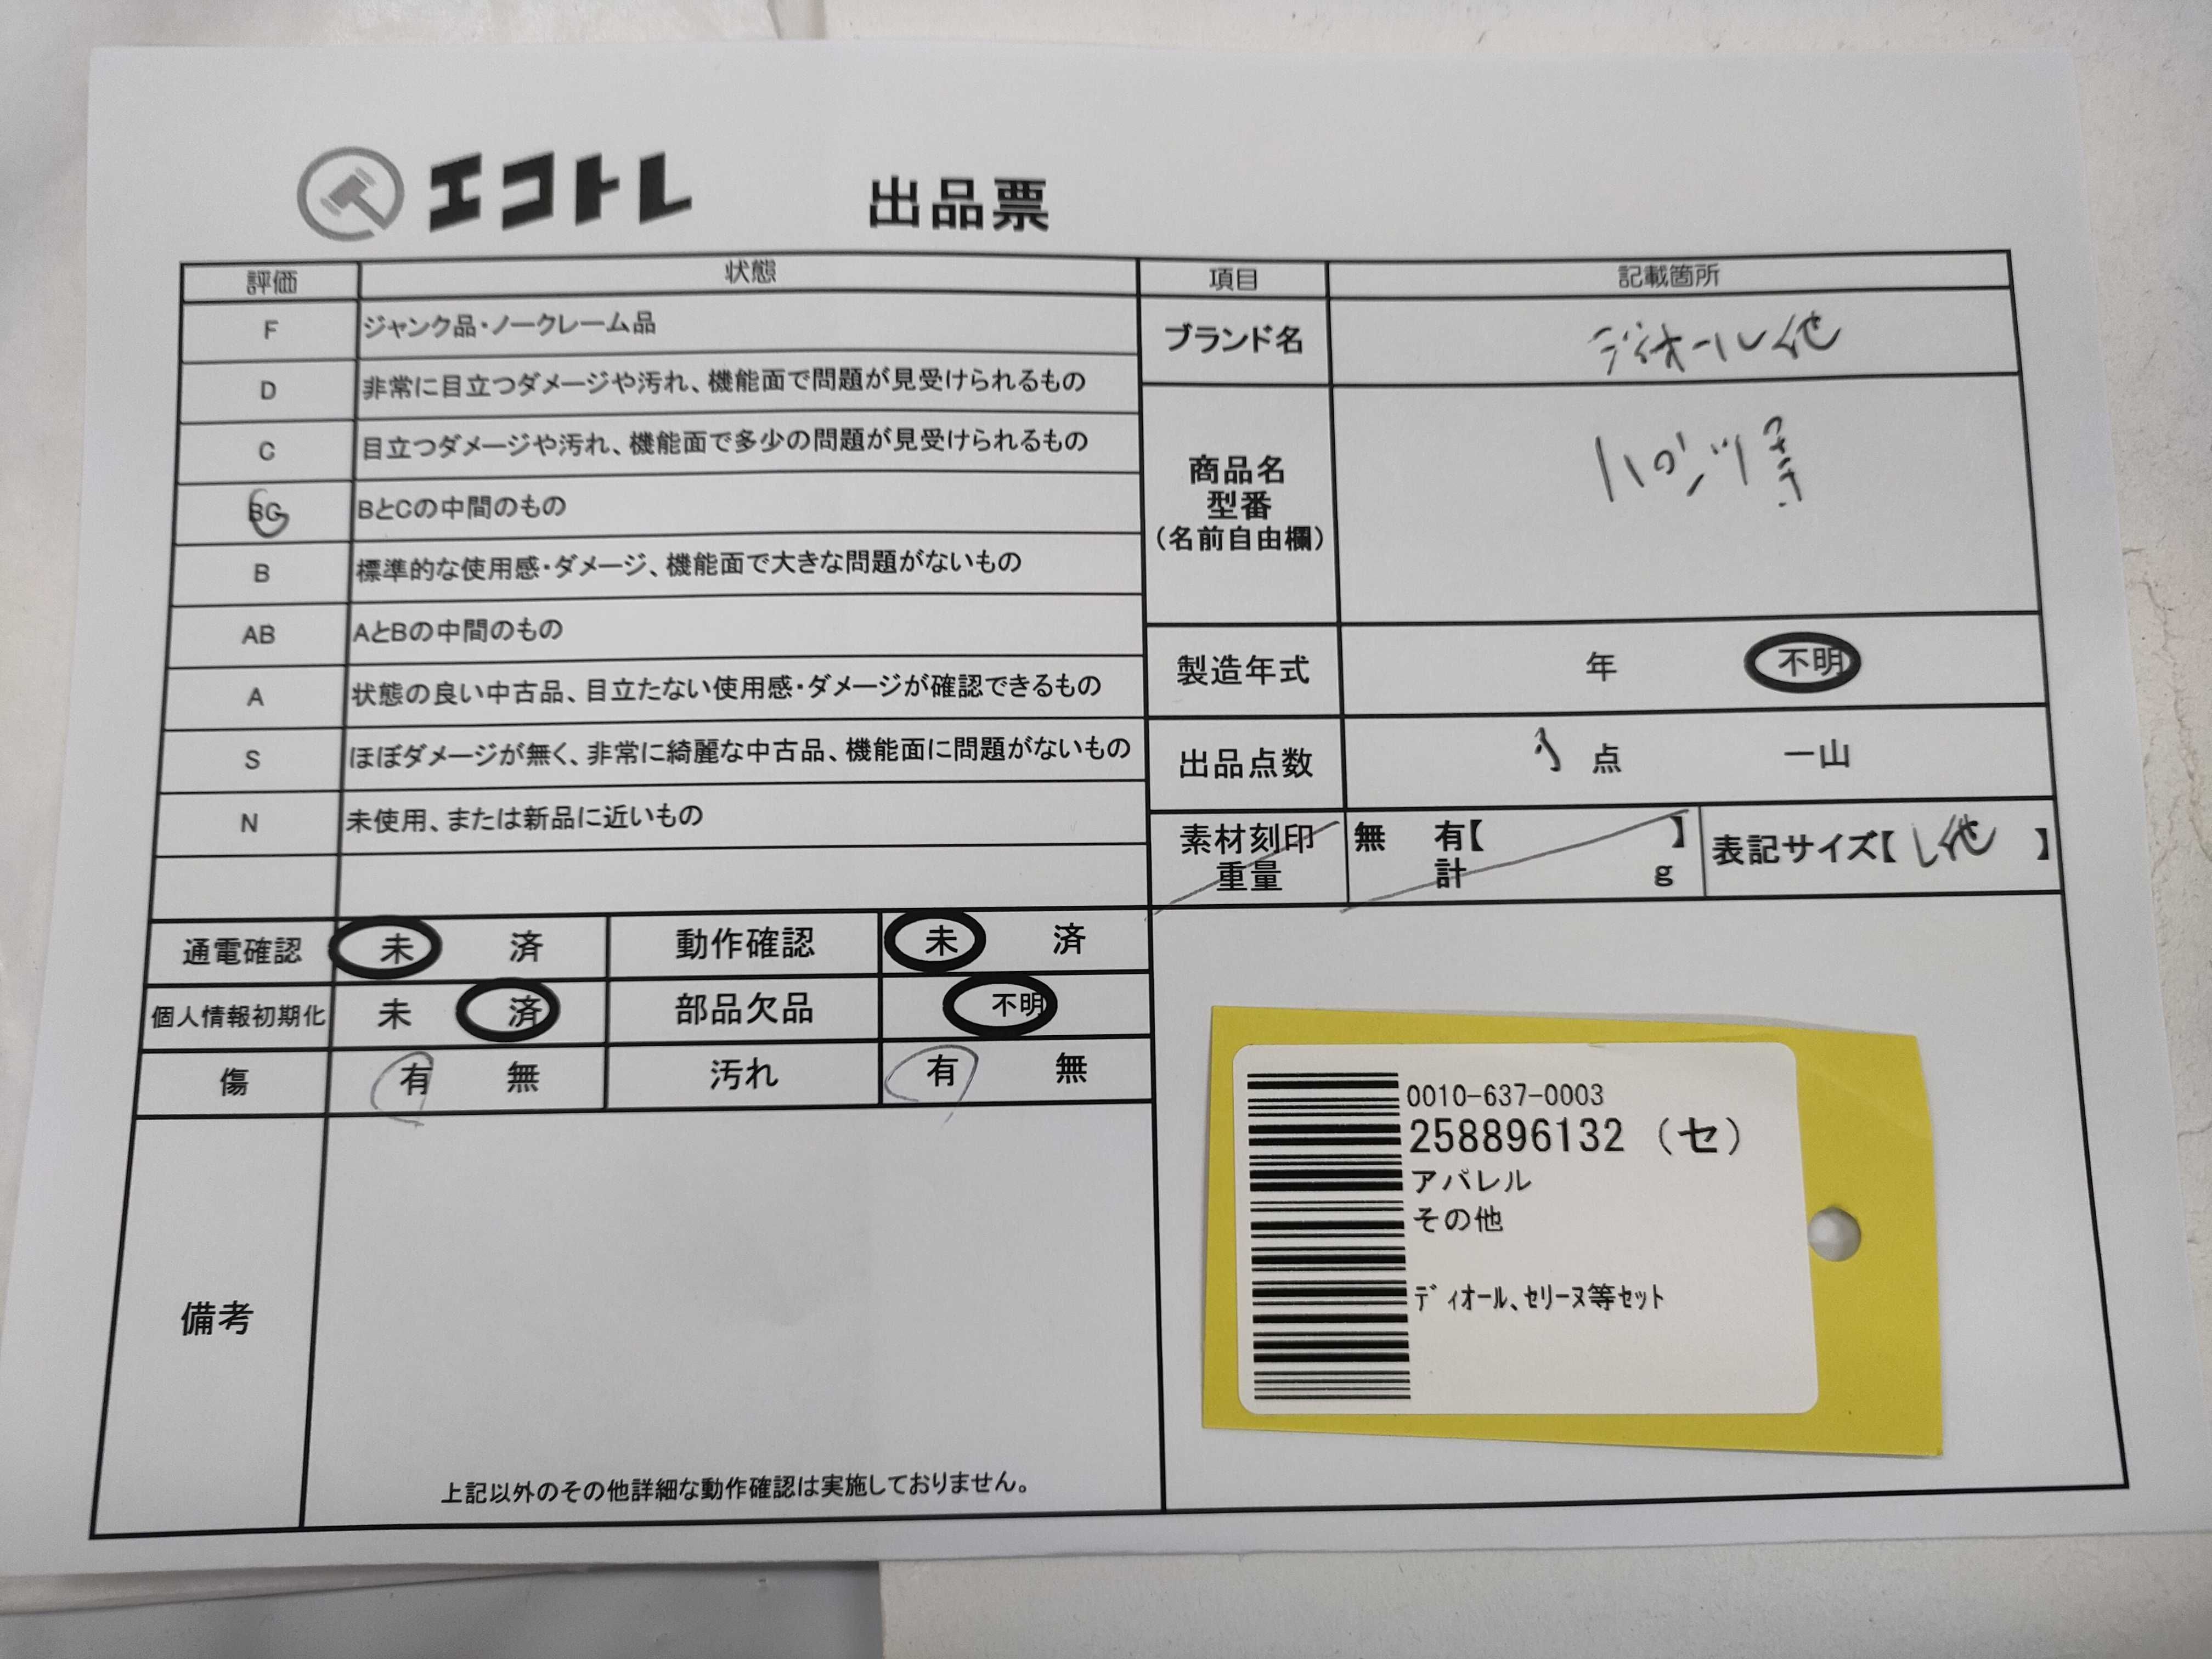 エコトレ 出品票
評価 状態
F ジャンク品・ノークレーム品
D 非常に目立つダメージや汚れ、機能面で問題が見受けられるもの
C 目立つダメージや汚れ、機能面で多少の問題が見受けられるもの
BC BとCの中間のもの
B 標準的な使用感・ダメージ、機能面で大きな問題がないもの
AB AとBの中間のもの
A 状態の良い中古品、目立たない使用感・ダメージが確認できるもの
S ほぼダメージが無く、非常に綺麗な中古品、機能面に問題がないもの
N 未使用、または新品に近いもの
通電確認 未 済 動作確認 未 済
個人情報初期化 未 済 部品欠品 不明
傷 有 無 汚れ 有 無
備考
上記以外のその他詳細な動作確認は実施しておりません。
項目 記載箇所
ブランド名 ディオール他
商品名
型番
(名前自由欄)
パンツ等
製造年式 年 不明
出品点数 点 一山
素材刻印 無 有【 】
重量 計 g
表記サイズ【L他】
0010-637-0003
258896132 (セ)
アパレル
その他
ﾃﾞｨｵｰﾙ、ｾﾘｰﾇ等ｾｯﾄ